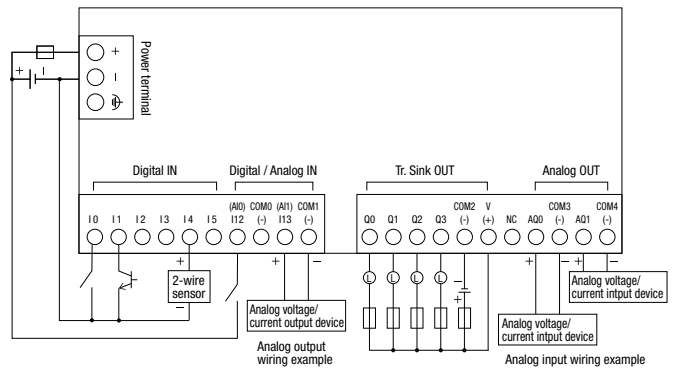 +
Power terminal
+ −
−
Digital IN
Digital / Analog IN
Tr. Sink OUT
Analog OUT
(AI0) COM0 (AI1) COM1
COM2 V COM3 COM4
I0 I1 I2 I3 I4 I5 I12 (-) I13 (-)
Q0 Q1 Q2 Q3 (-) (+) NC AQ0 (-) AQ1 (-)
+
+ −
+ −
+ −
2-wire
sensor
−
L L L L
−
+
Analog voltage/
current intput device
Analog voltage/
current output device
Analog voltage/
current intput device
Analog output
wiring example
Analog input wiring example